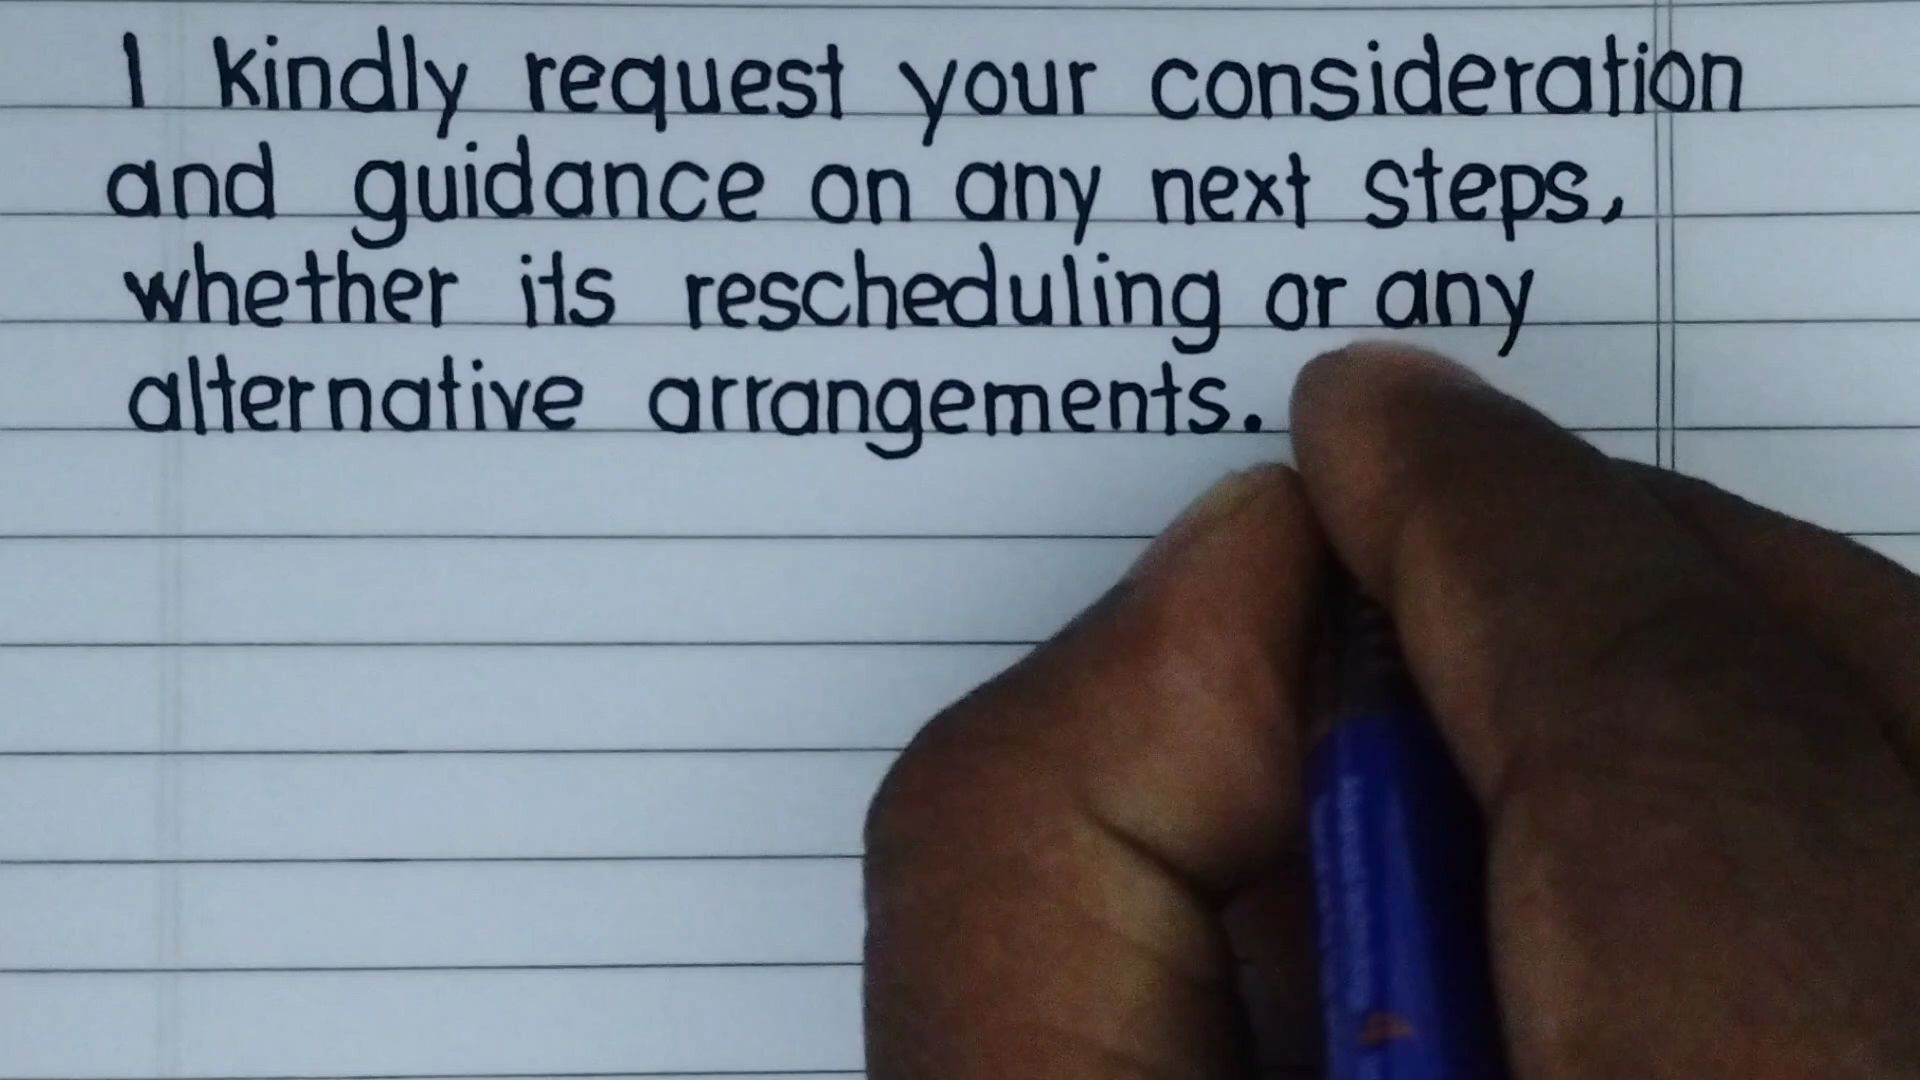 I kindly request your consideration
and guidance on any next steps,
whether its rescheduling or any
alternative arrangements.